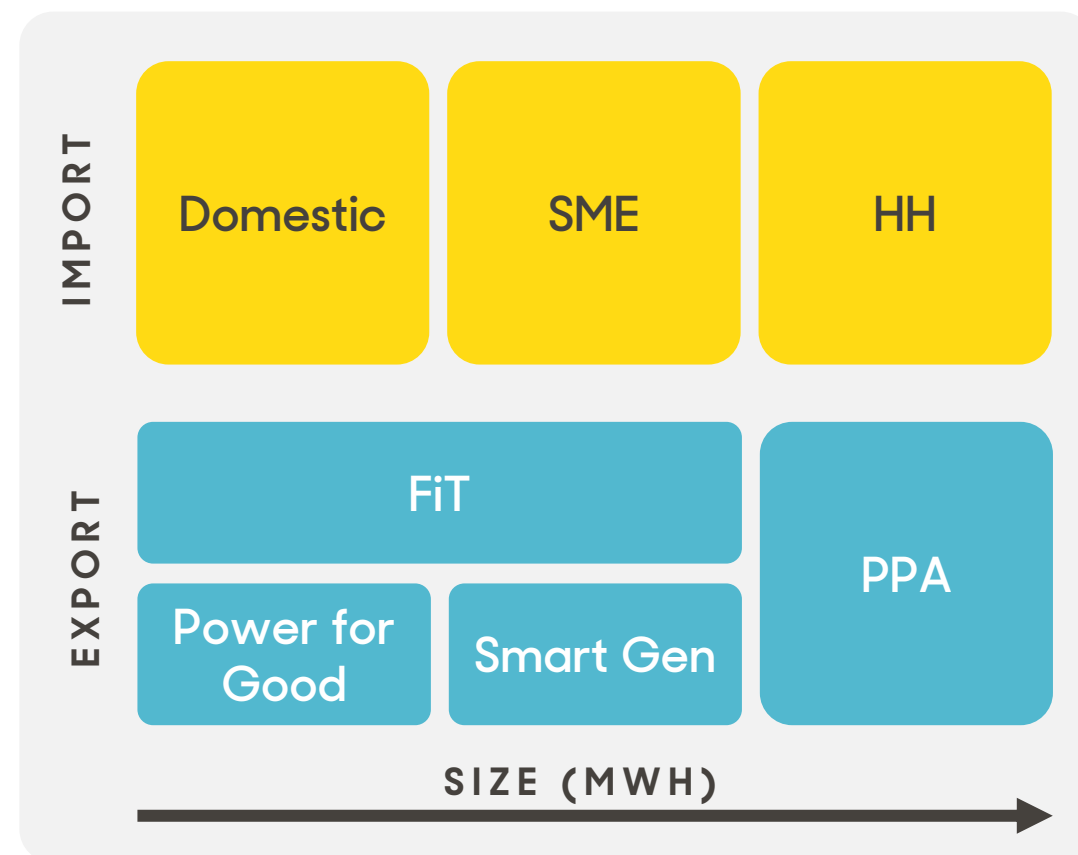 IMPORT
Domestic
SME
HH
EXPORT
FiT
PPA
Power for
Good
Smart Gen
SIZE (MWH)